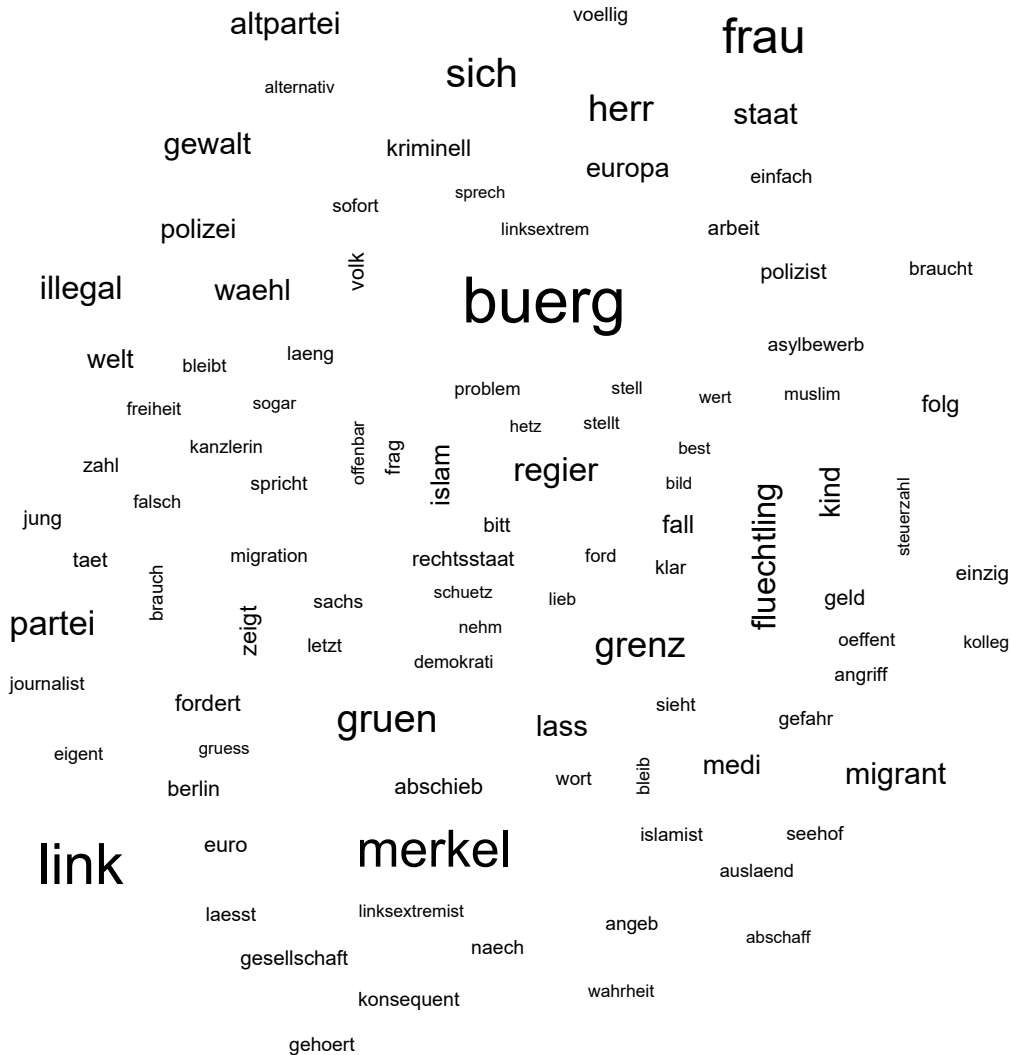 voellig
altpartei
frau
sich
alternativ
herr
staat
gewalt
kriminell
europa
einfach
sprech
sofort
polizei
linksextrem
arbeit
volk
polizist
braucht
illegal
waehl
buerg
asylbewerb
welt
bleibt
laeng
problem
stell
wert
muslim
folg
freiheit
sogar
hetz
stellt
kanzlerin
offenbar
frag
islam
best
zahl
regier
spricht
bild
kind
falsch
steuerzahl
jung
bitt
fall
fluechtling
taet
migration
rechtsstaat
ford
klar
einzig
brauch
sachs
schuetz
lieb
geld
partei
zeigt
letzt
nehm
grenz
oeffent
kolleg
demokrati
angriff
journalist
fordert
gruen
lass
sieht
gefahr
eigent
gruess
medi
migrant
berlin
abschieb
wort
bleib
link
euro
merkel
islamist
seehof
auslaend
laesst
linksextremist
angeb
abschaff
gesellschaft
naech
konsequent
wahrheit
gehoert